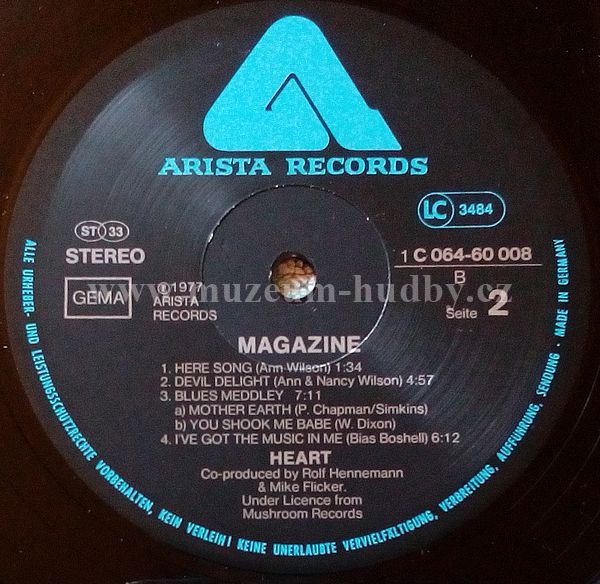 ARISTA RECORDS
LC 3484
ST 33
STEREO
1 C 064-60 008
GEMA
℗1977
ARISTA
RECORDS
B
Seite 2
www.muzeum-hudby.cz
MAGAZINE
1. HERE SONG (Ann Wilson) 1:34
2. DEVIL DELIGHT (Ann & Nancy Wilson) 4:57
3. BLUES MEDDLEY 7:11
a) MOTHER EARTH (P. Chapman/Simkins)
b) YOU SHOOK ME BABE (W. Dixon)
4. I'VE GOT THE MUSIC IN ME (Bias Boshell) 6:12
HEART
Co-produced by Rolf Hennemann
& Mike Flicker.
Under Licence from
Mushroom Records
ALLE URHEBER- UND LEISTUNGSSCHUTZRECHTE VORBEHALTEN, KEIN VERLEIH! KEINE UNERLAUBTE VERVIELFÄLTIGUNG, VERBREITUNG, AUFFÜHRUNG, SENDUNG · MADE IN GERMANY